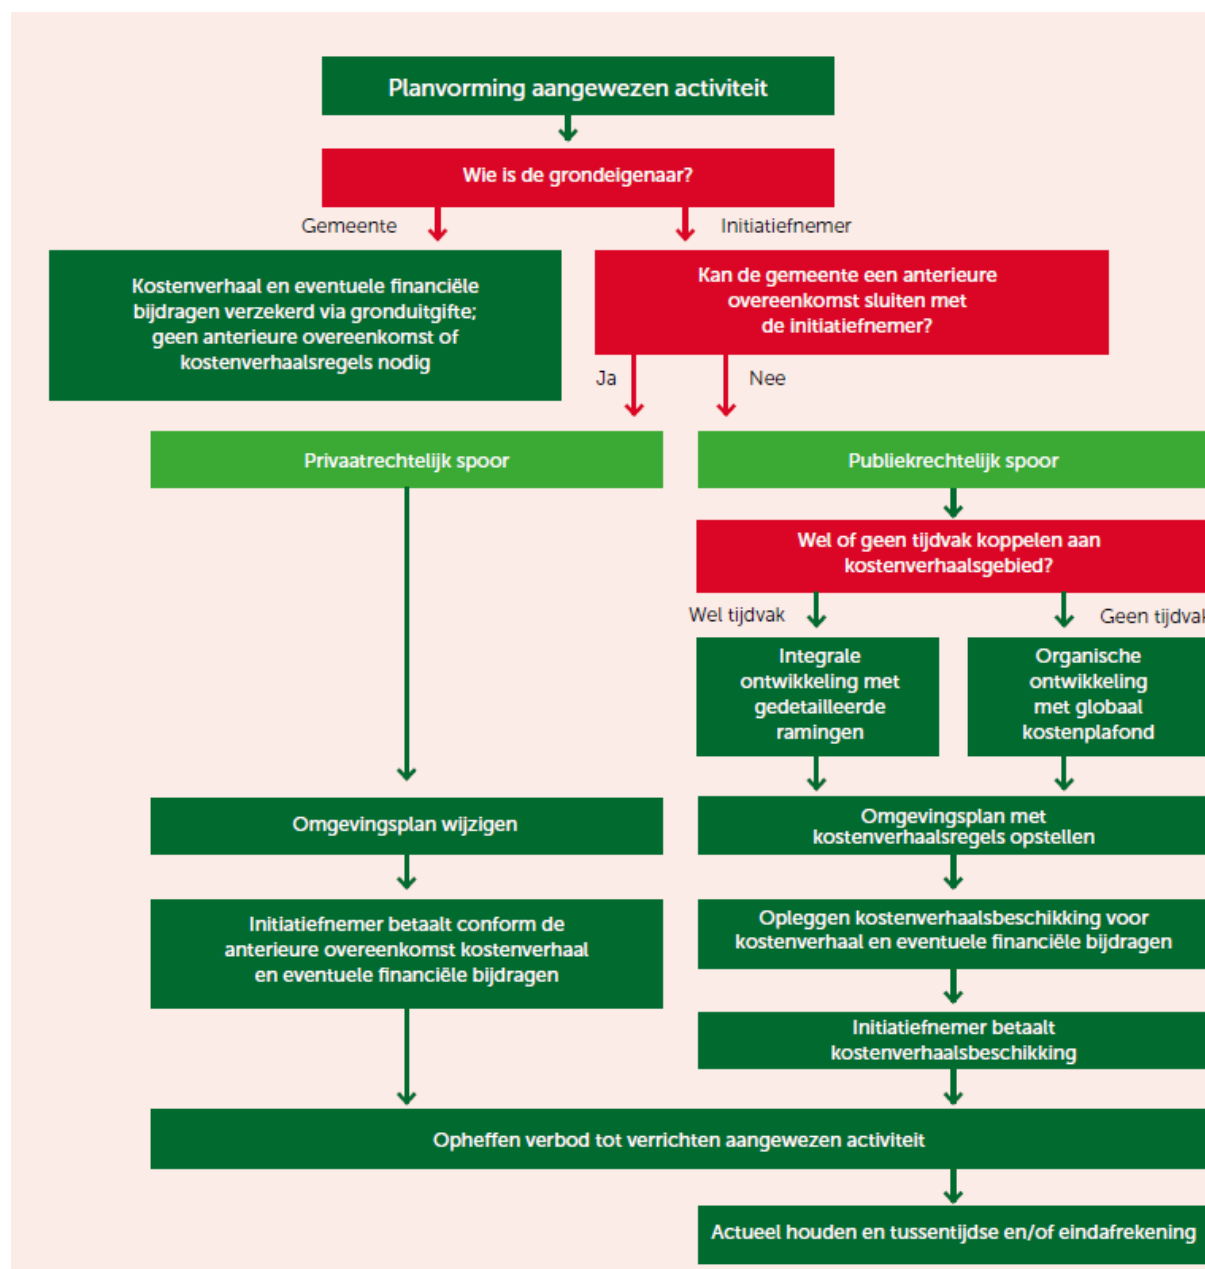 Planvorming aangewezen activiteit
Wie is de grondeigenaar?
Gemeente
Initiatiefnemer
Kostenverhaal en eventuele financiële
bijdragen verzekerd via gronduitgifte;
geen anterieure overeenkomst of
kostenverhaalsregels nodig
Kan de gemeente een anterieure
overeenkomst sluiten met
de initiatiefnemer?
Ja
Nee
Privaatrechtelijk spoor
Publiekrechtelijk spoor
Wel of geen tijdvak koppelen aan
kostenverhaalsgebied?
Wel tijdvak
Geen tijdvak
Integrale
ontwikkeling met
gedetailleerde
ramingen
Organische
ontwikkeling
met globaal
kostenplafond
Omgevingsplan wijzigen
Omgevingsplan met
kostenverhaalsregels opstellen
Initiatiefnemer betaalt conform de
anterieure overeenkomst kostenverhaal
en eventuele financiële bijdragen
Opleggen kostenverhaalsbeschikking voor
kostenverhaal en eventuele financiële bijdragen
Initiatiefnemer betaalt
kostenverhaalsbeschikking
Opheffen verbod tot verrichten aangewezen activiteit
Actueel houden en tussentijdse en/of eindafrekening